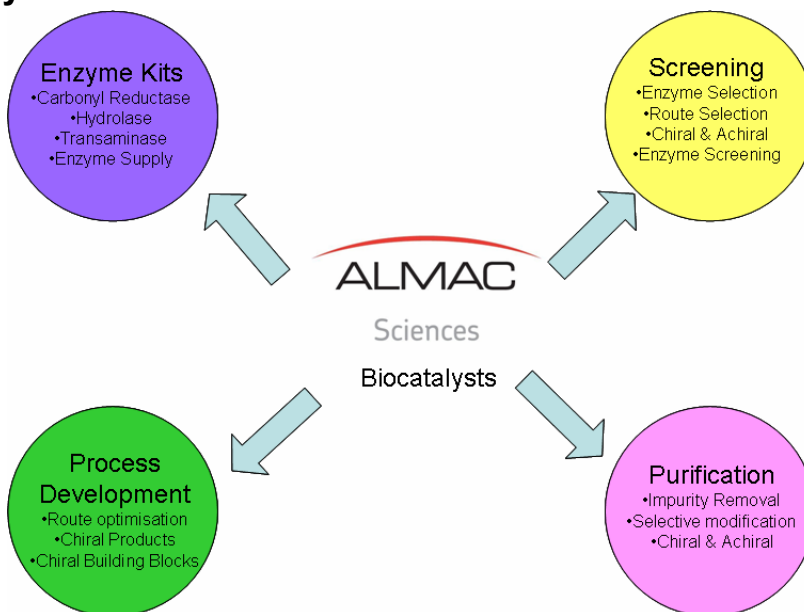 Enzyme Kits
•Carbonyl Reductase
•Hydrolase
•Transaminase
•Enzyme Supply
Screening
•Enzyme Selection
•Route Selection
•Chiral & Achiral
•Enzyme Screening
ALMAC
Sciences
Biocatalysts
Process
Development
•Route optimisation
•Chiral Products
•Chiral Building Blocks
Purification
•Impurity Removal
•Selective modification
•Chiral & Achiral